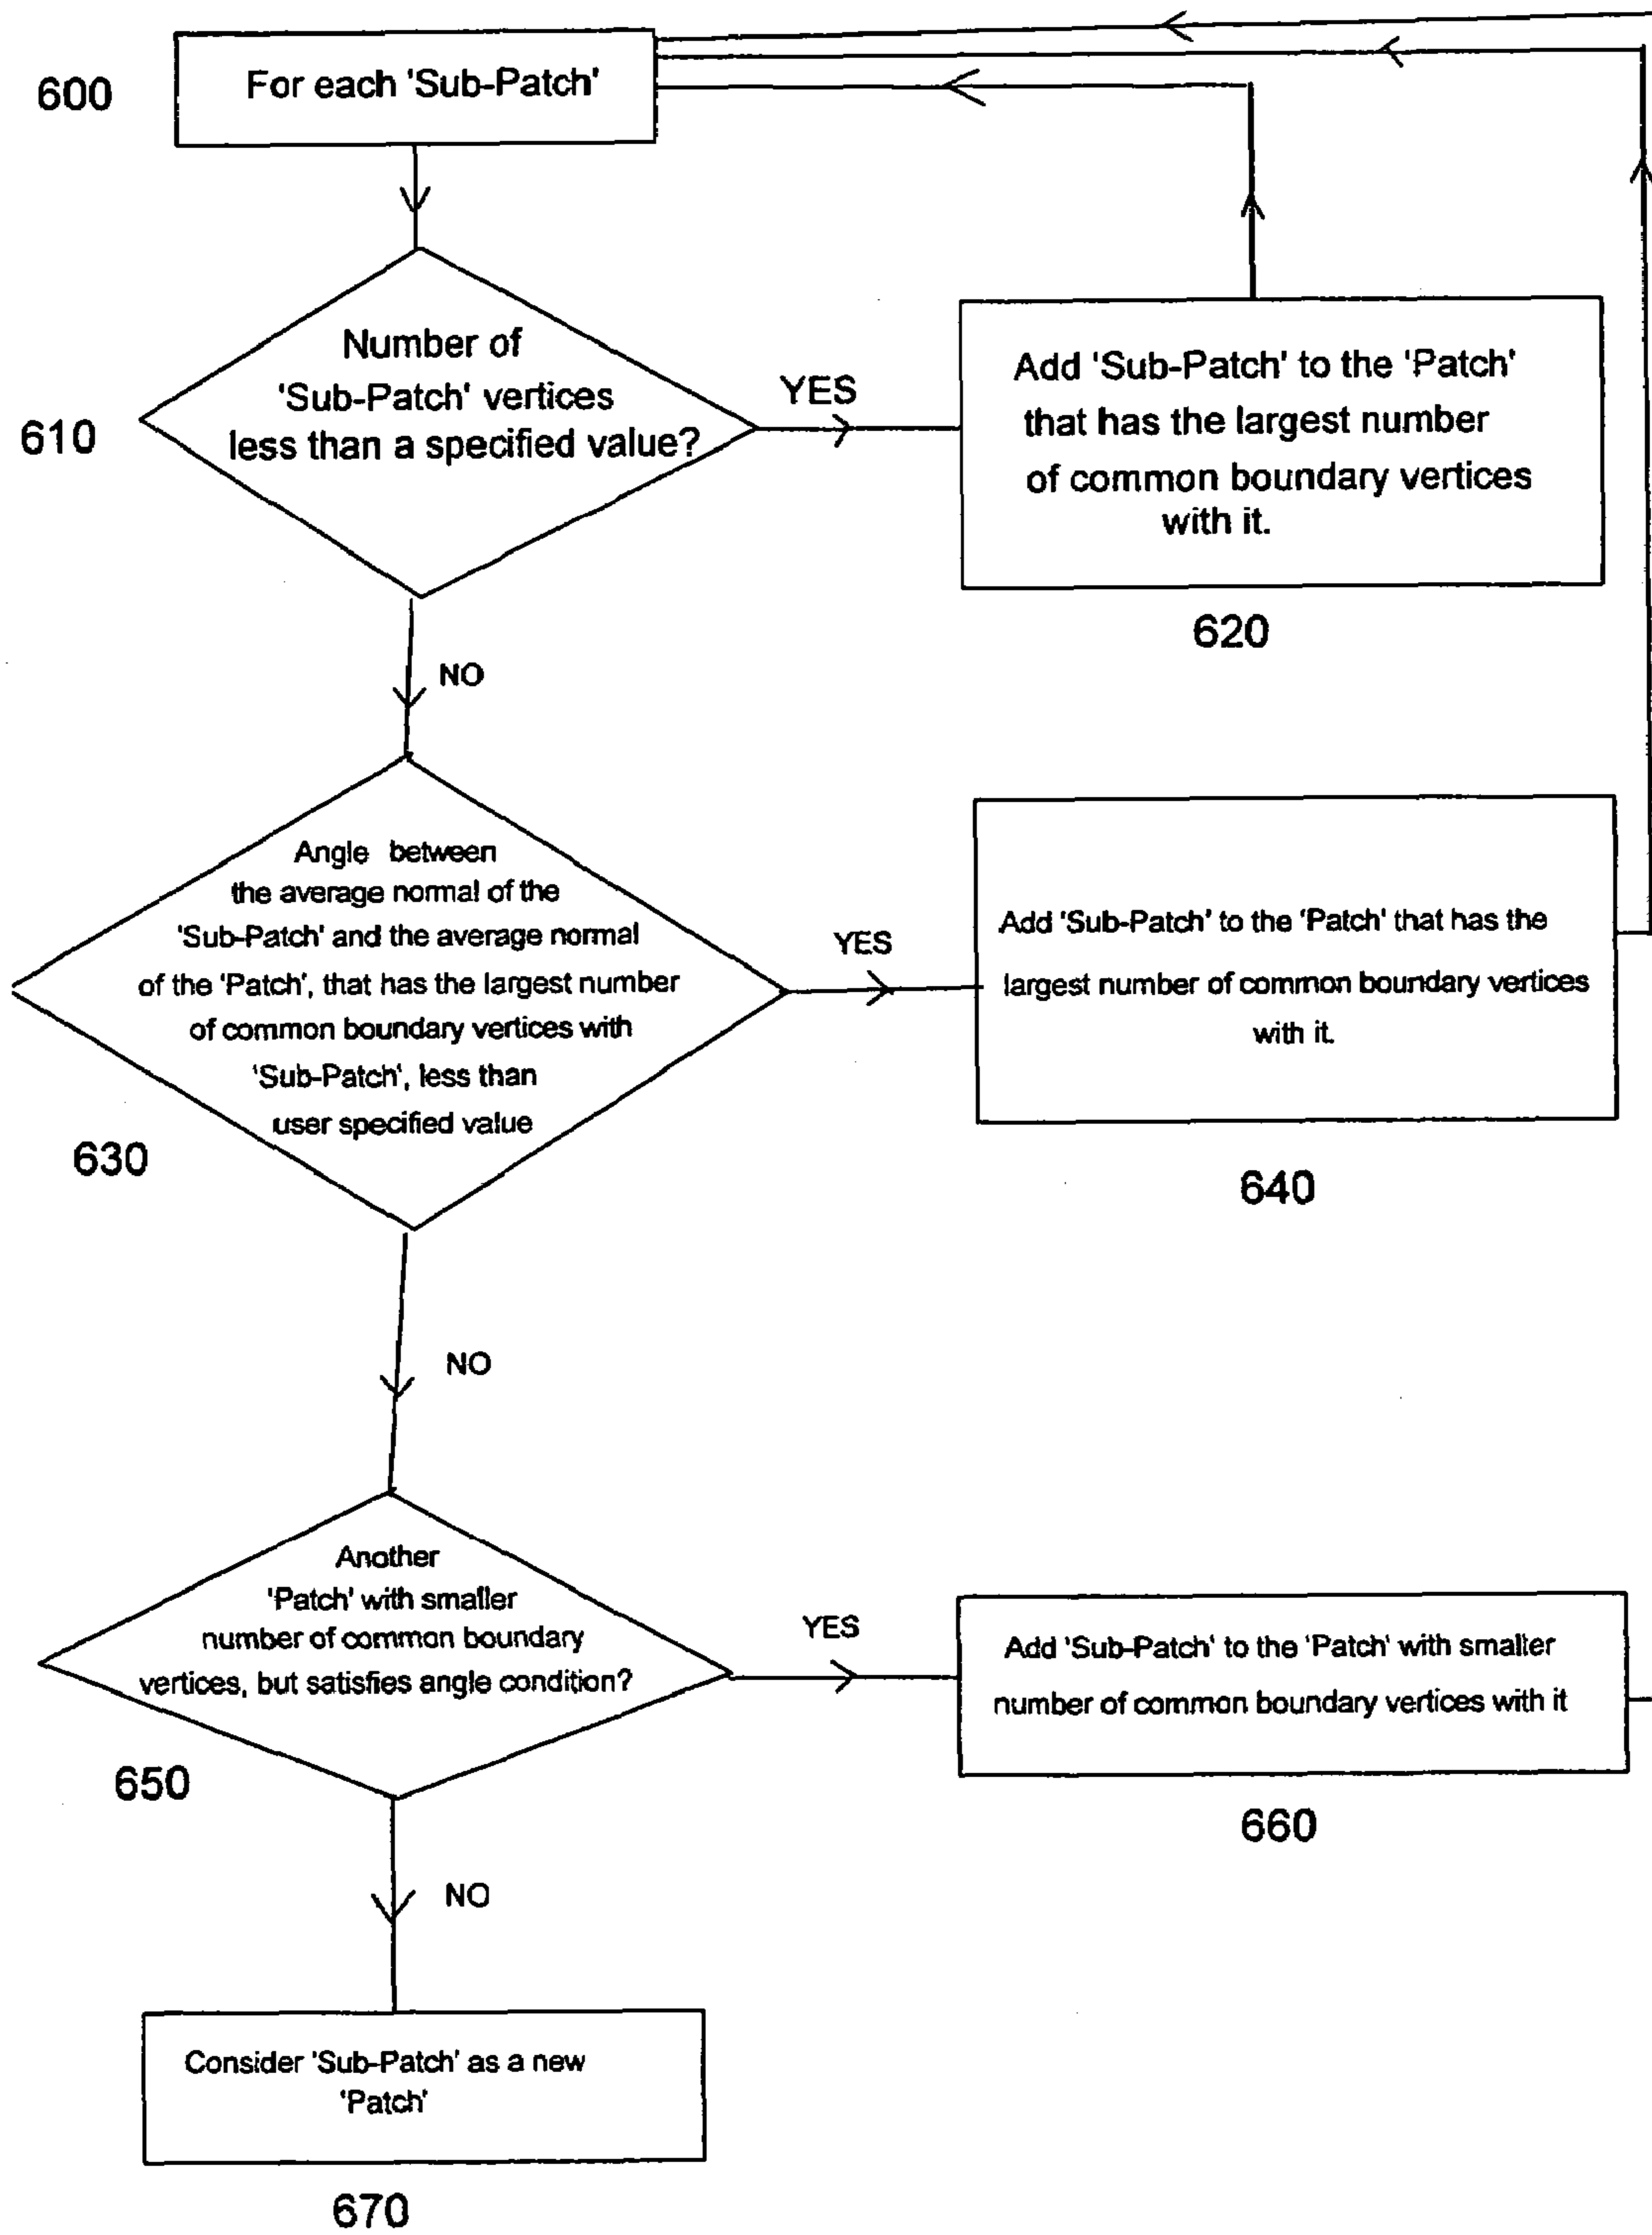 600
For each 'Sub-Patch'
Number of
'Sub-Patch' vertices
less than a specified value?
610
YES
Add 'Sub-Patch' to the 'Patch'
that has the largest number
of common boundary vertices
with it.
620
NO
Angle between
the average normal of the
'Sub-Patch' and the average normal
of the 'Patch', that has the largest number
of common boundary vertices with
'Sub-Patch', less than
user specified value
630
YES
Add 'Sub-Patch' to the 'Patch' that has the
largest number of common boundary vertices
with it.
640
NO
Another
'Patch' with smaller
number of common boundary
vertices, but satisfies angle condition?
650
YES
Add 'Sub-Patch' to the 'Patch' with smaller
number of common boundary vertices with it
660
NO
Consider 'Sub-Patch' as a new
'Patch'
670